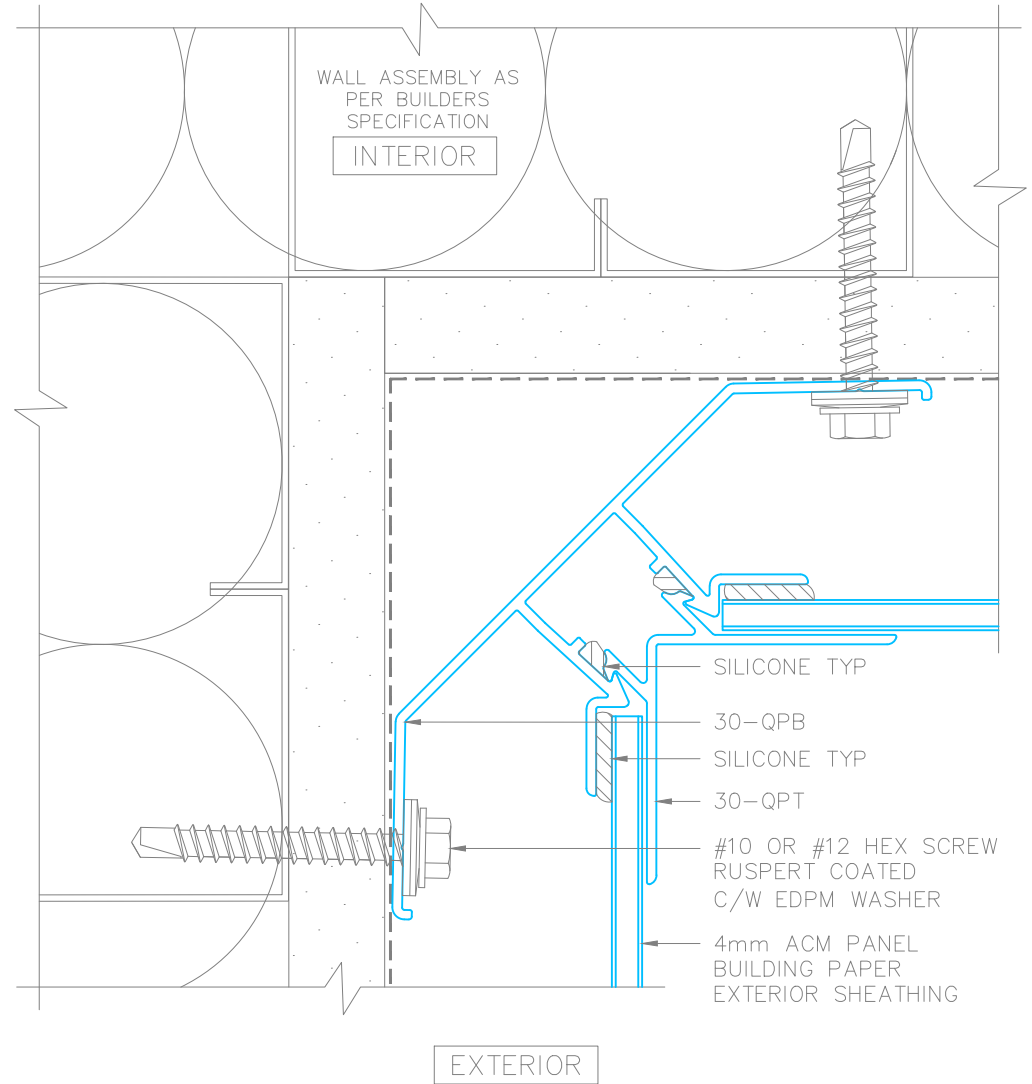 WALL ASSEMBLY AS
PER BUILDERS
SPECIFICATION
INTERIOR
SILICONE TYP
30-QPB
SILICONE TYP
30-QPT
#10 OR #12 HEX SCREW
RUSPERT COATED
C/W EDPM WASHER
4mm ACM PANEL
BUILDING PAPER
EXTERIOR SHEATHING
EXTERIOR